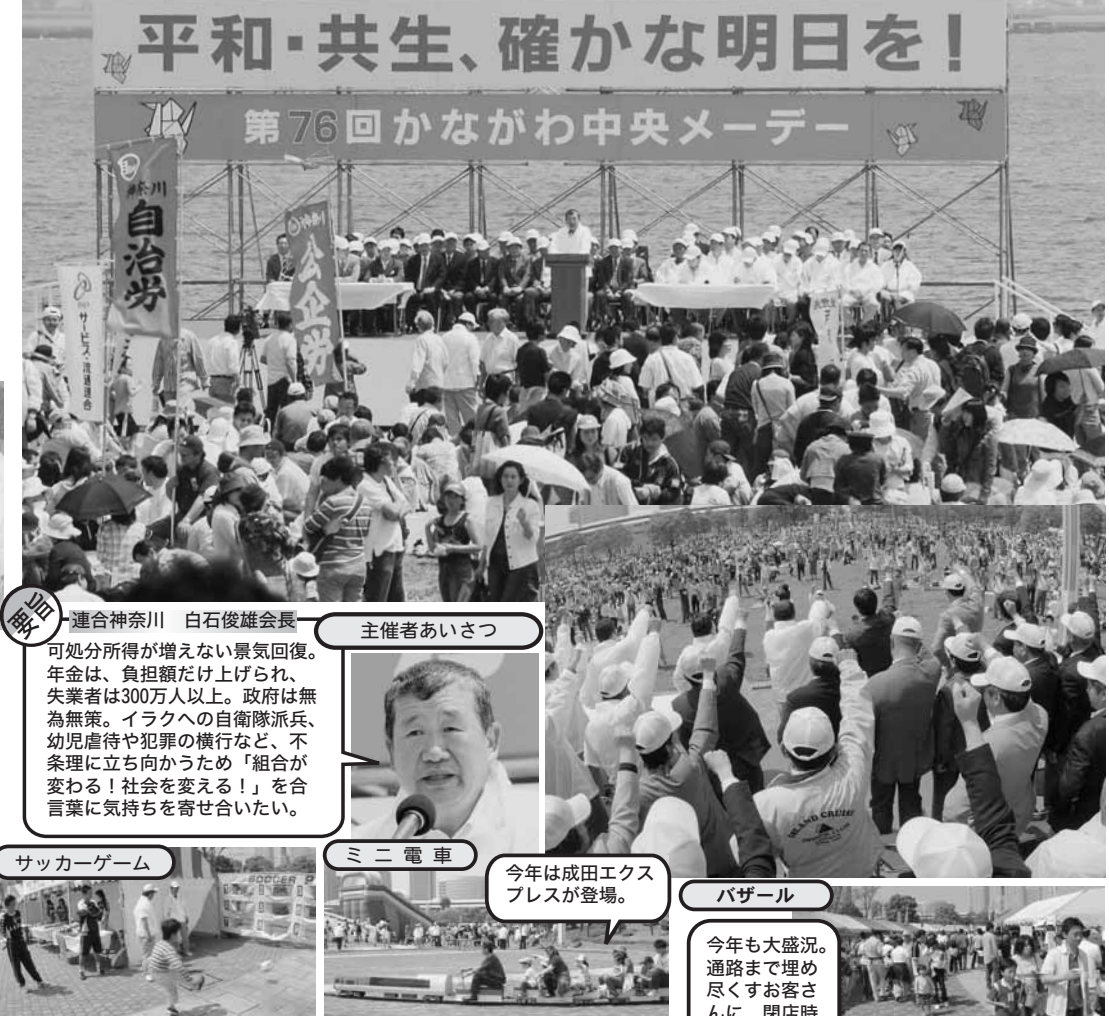 平和・共生、確かな明日を!
第76回かながわ中央メーデー
神奈川
自治労
神奈川
公企労
サービス・流通連合
要旨
連合神奈川 白石俊雄会長
可処分所得が増えない景気回復。
年金は、負担額だけ上げられ、
失業者は300万人以上。政府は無
為無策。イラクへの自衛隊派兵、
幼児虐待や犯罪の横行など、不
条理に立ち向かうため「組合が
変わる!社会を変える!」を合
言葉に気持ちを寄せ合いたい。
主催者あいさつ
ISLAND CRUISE
サッカーゲーム
SOCCER P
ミニ電車
今年は成田エクス
プレスが登場。
バザール
今年も大盛況。
通路まで埋め
尽くすお客さ
んに、閉店時